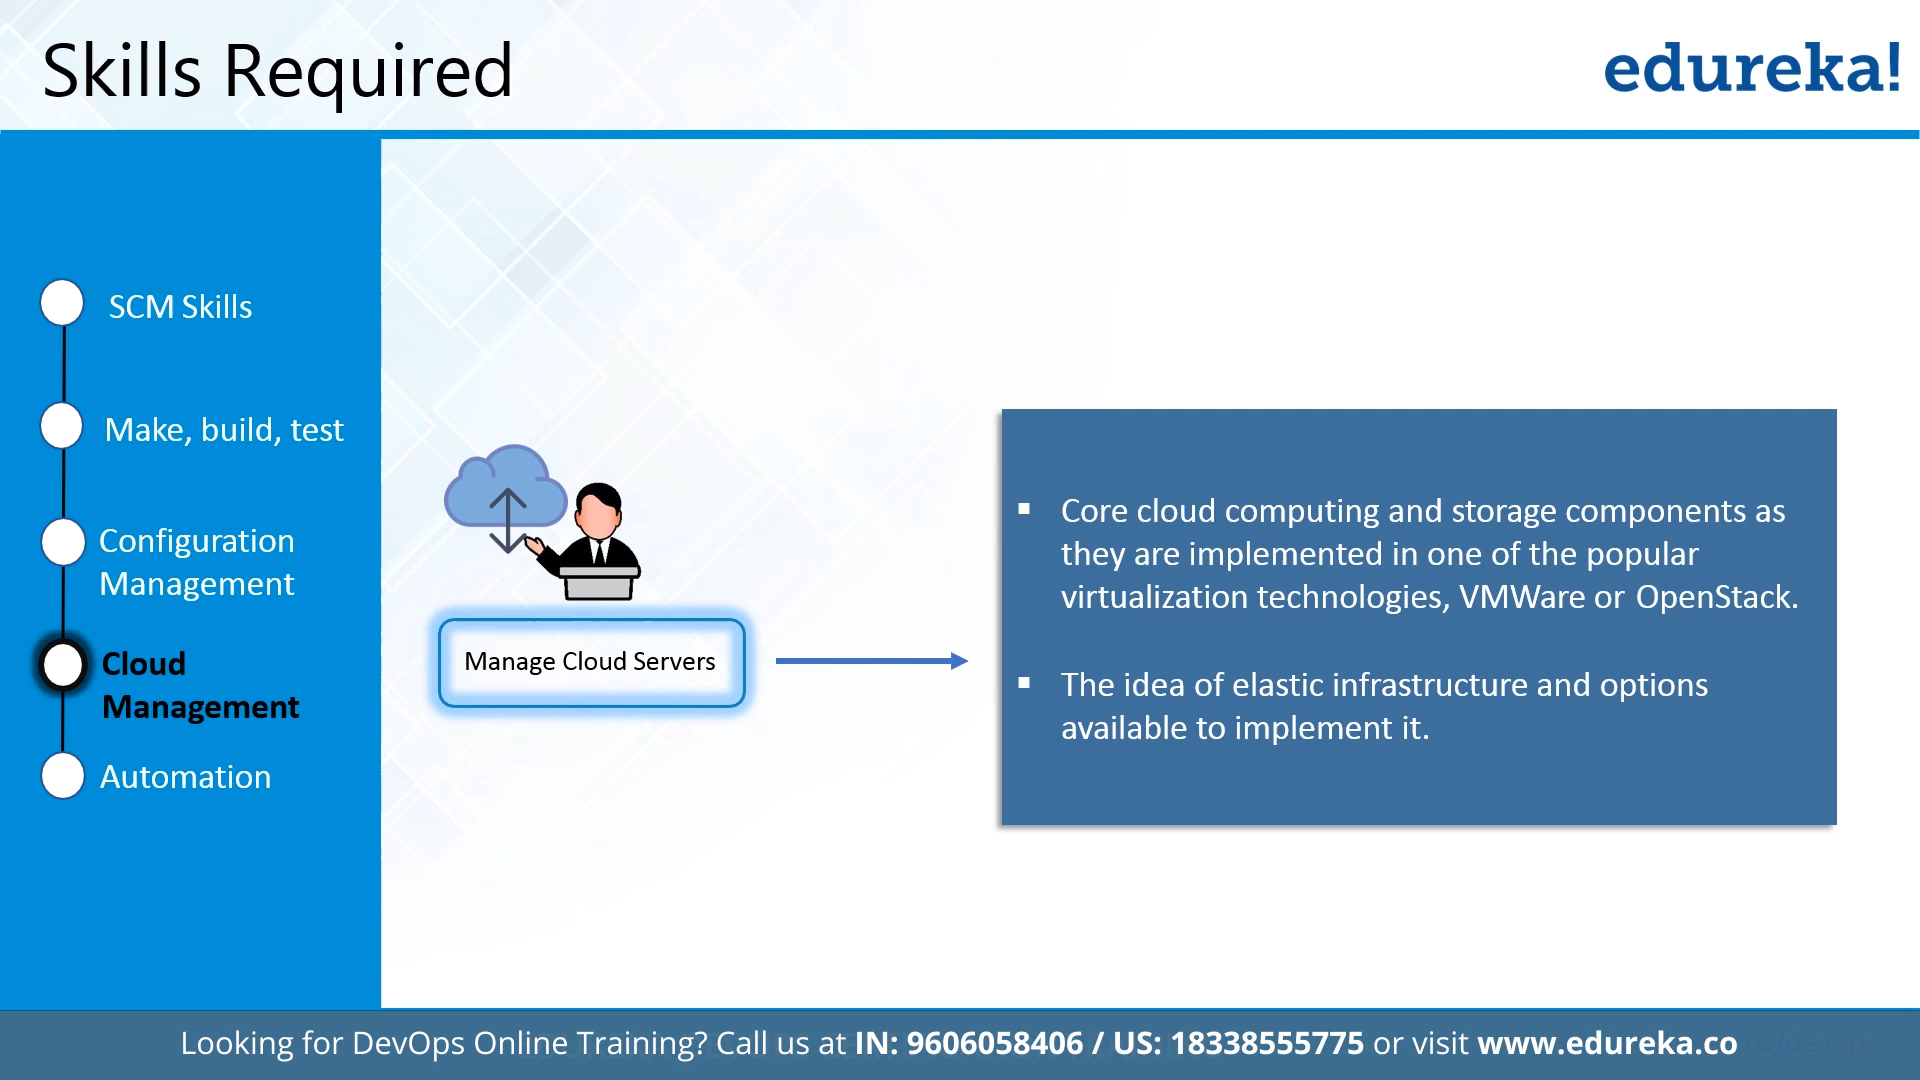 Skills Required
edureka!
SCM Skills
Make, build, test
Configuration
Management
Cloud
Management
Automation
Manage Cloud Servers
▪ Core cloud computing and storage components as
they are implemented in one of the popular
virtualization technologies, VMWare or OpenStack.
▪ The idea of elastic infrastructure and options
available to implement it.
Looking for DevOps Online Training? Call us at IN: 9606058406 / US: 18338555775 or visit www.edureka.co